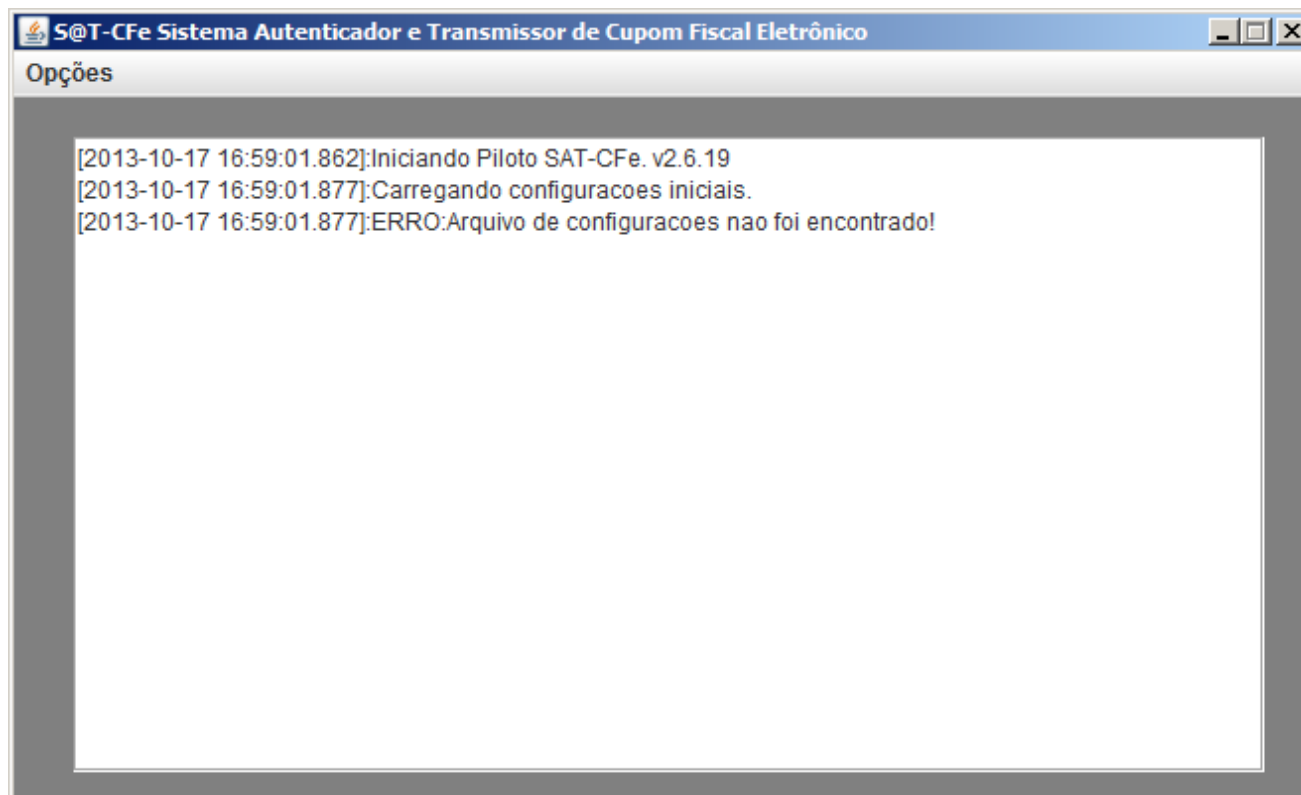 S@T-CFe Sistema Autenticador e Transmissor de Cupom Fiscal Eletrônico
Opções
[2013-10-17 16:59:01.862]:Iniciando Piloto SAT-CFe. v2.6.19
[2013-10-17 16:59:01.877]:Carregando configuracoes iniciais.
[2013-10-17 16:59:01.877]:ERRO:Arquivo de configuracoes nao foi encontrado!